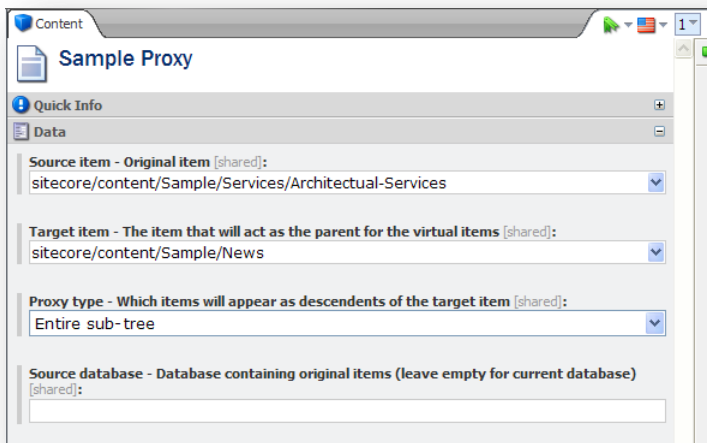 Content
1
Sample Proxy
Quick Info
Data
Source item - Original item [shared]:
sitecore/content/Sample/Services/Architectual-Services
Target item - The item that will act as the parent for the virtual items [shared]:
sitecore/content/Sample/News
Proxy type - Which items will appear as descendents of the target item [shared]:
Entire sub-tree
Source database - Database containing original items (leave empty for current database)
[shared]: